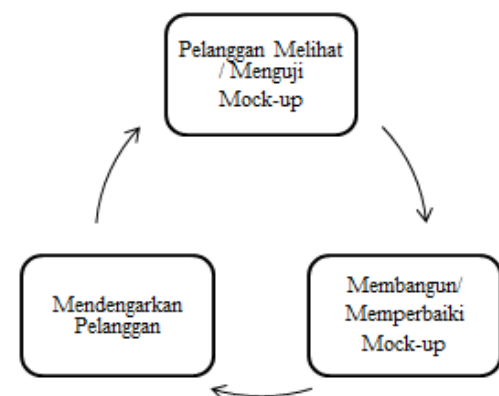 Pelanggan Melihat
/ Menguji
Mock-up
Mendengarkan
Pelanggan
Membangun/
Memperbaiki
Mock-up